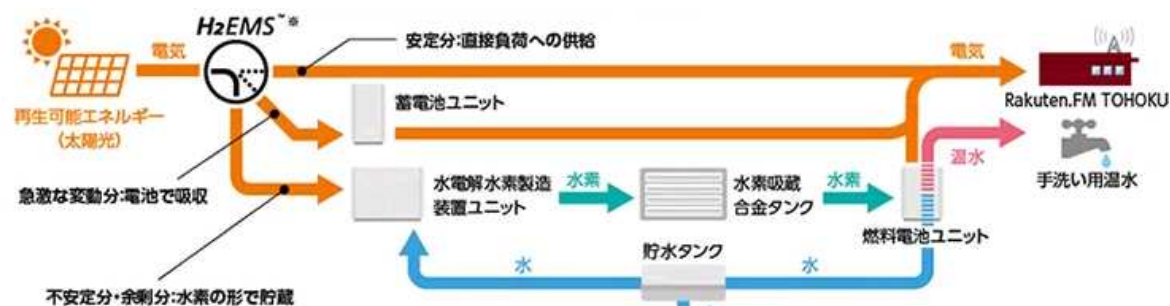 H2EMS™※
電気
安定分:直接負荷への供給
電気
蓄電池ユニット
Rakuten.FM TOHOKU
再生可能エネルギー
(太陽光)
温水
手洗い用温水
急激な変動分:電池で吸収
水電解水素製造
装置ユニット
水素
水素吸蔵
合金タンク
水素
燃料電池ユニット
貯水タンク
水
水
不安定分・余剰分:水素の形で貯蔵